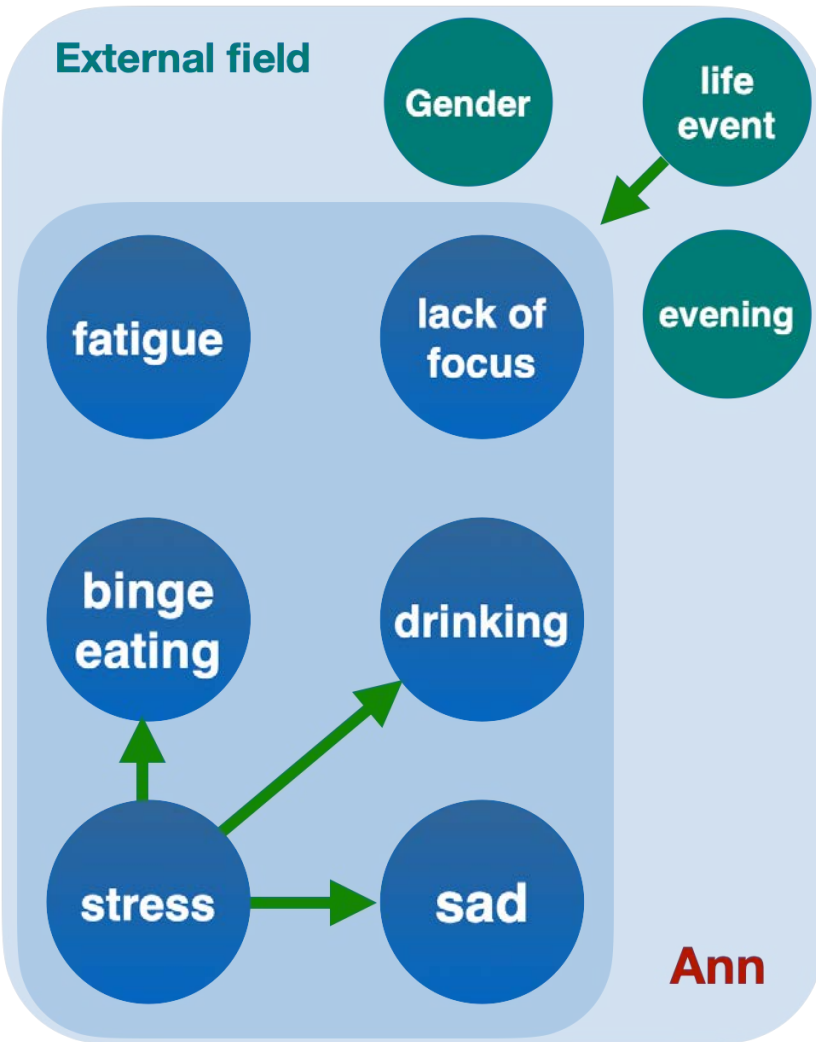 External field
Gender
life
event
fatigue
lack of
focus
evening
binge
eating
drinking
stress
sad
Ann